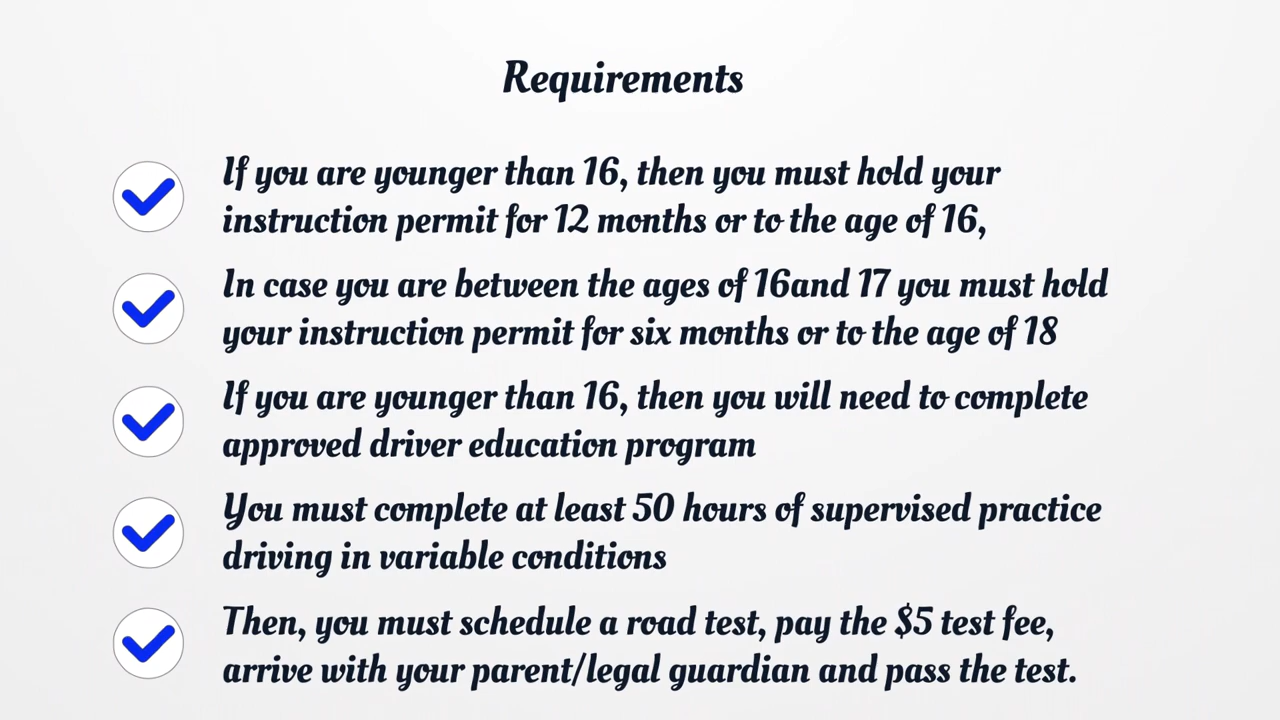 Requirements
If you are younger than 16, then you must hold your
instruction permit for 12 months or to the age of 16,
In case you are between the ages of 16and 17 you must hold
your instruction permit for six months or to the age of 18
If you are younger than 16, then you will need to complete
approved driver education program
You must complete at least 50 hours of supervised practice
driving in variable conditions
Then, you must schedule a road test, pay the $5 test fee,
arrive with your parent/legal guardian and pass the test.